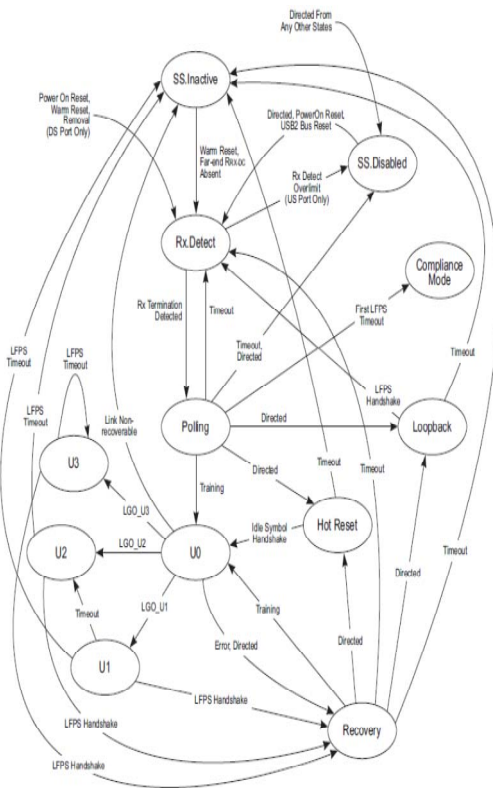 Directed From
Any Other States
SS.Inactive
Power On Reset,
Warm Reset,
Removal
(DS Port Only)
Directed, PowerOn Reset,
USB2 Bus Reset
Warm Reset,
Far-end Rrx-dc
Absent
SS.Disabled
Rx Detect
Overlimit
(US Port Only)
Rx.Detect
Compliance
Mode
Rx Termination
Detected
Timeout
First LFPS
Timeout
LFPS
Timeout
LFPS
Timeout
Timeout,
Directed
Timeout
LFPS
Timeout
Link Non-
recoverable
LFPS
Handshake
Polling
Directed
Loopback
U3
Directed
Timeout
Timeout
Training
LGO_U3
Idle Symbol
Handshake
Hot Reset
U2
LGO_U2
U0
Timeout
Directed
LGO_U1
Training
Timeout
Error, Directed
Directed
U1
LFPS Handshake
LFPS Handshake
Recovery
LFPS Handshake